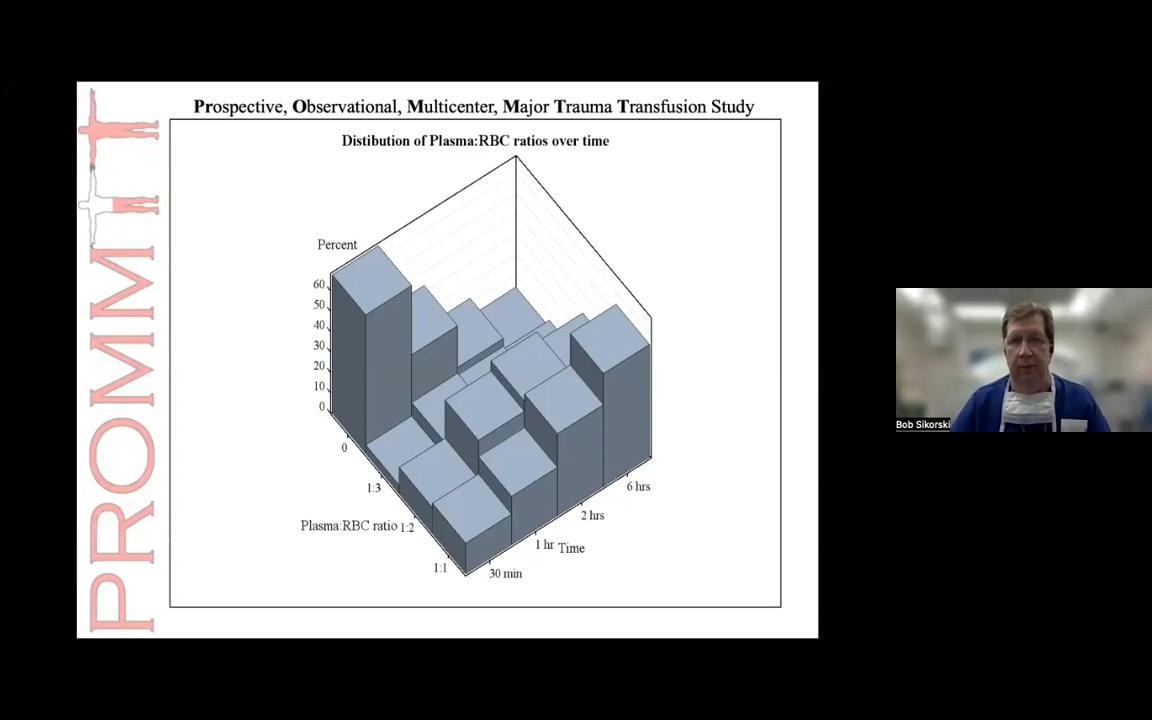 Prospective, Observational, Multicenter, Major Trauma Transfusion Study
PROMMTT
Distibution of Plasma:RBC ratios over time
Percent
60
50
40
30
20
10
0
0
1:3
1:2
1:1
Plasma:RBC ratio
30 min
1 hr
2 hrs
6 hrs
Time
Bob Sikorski